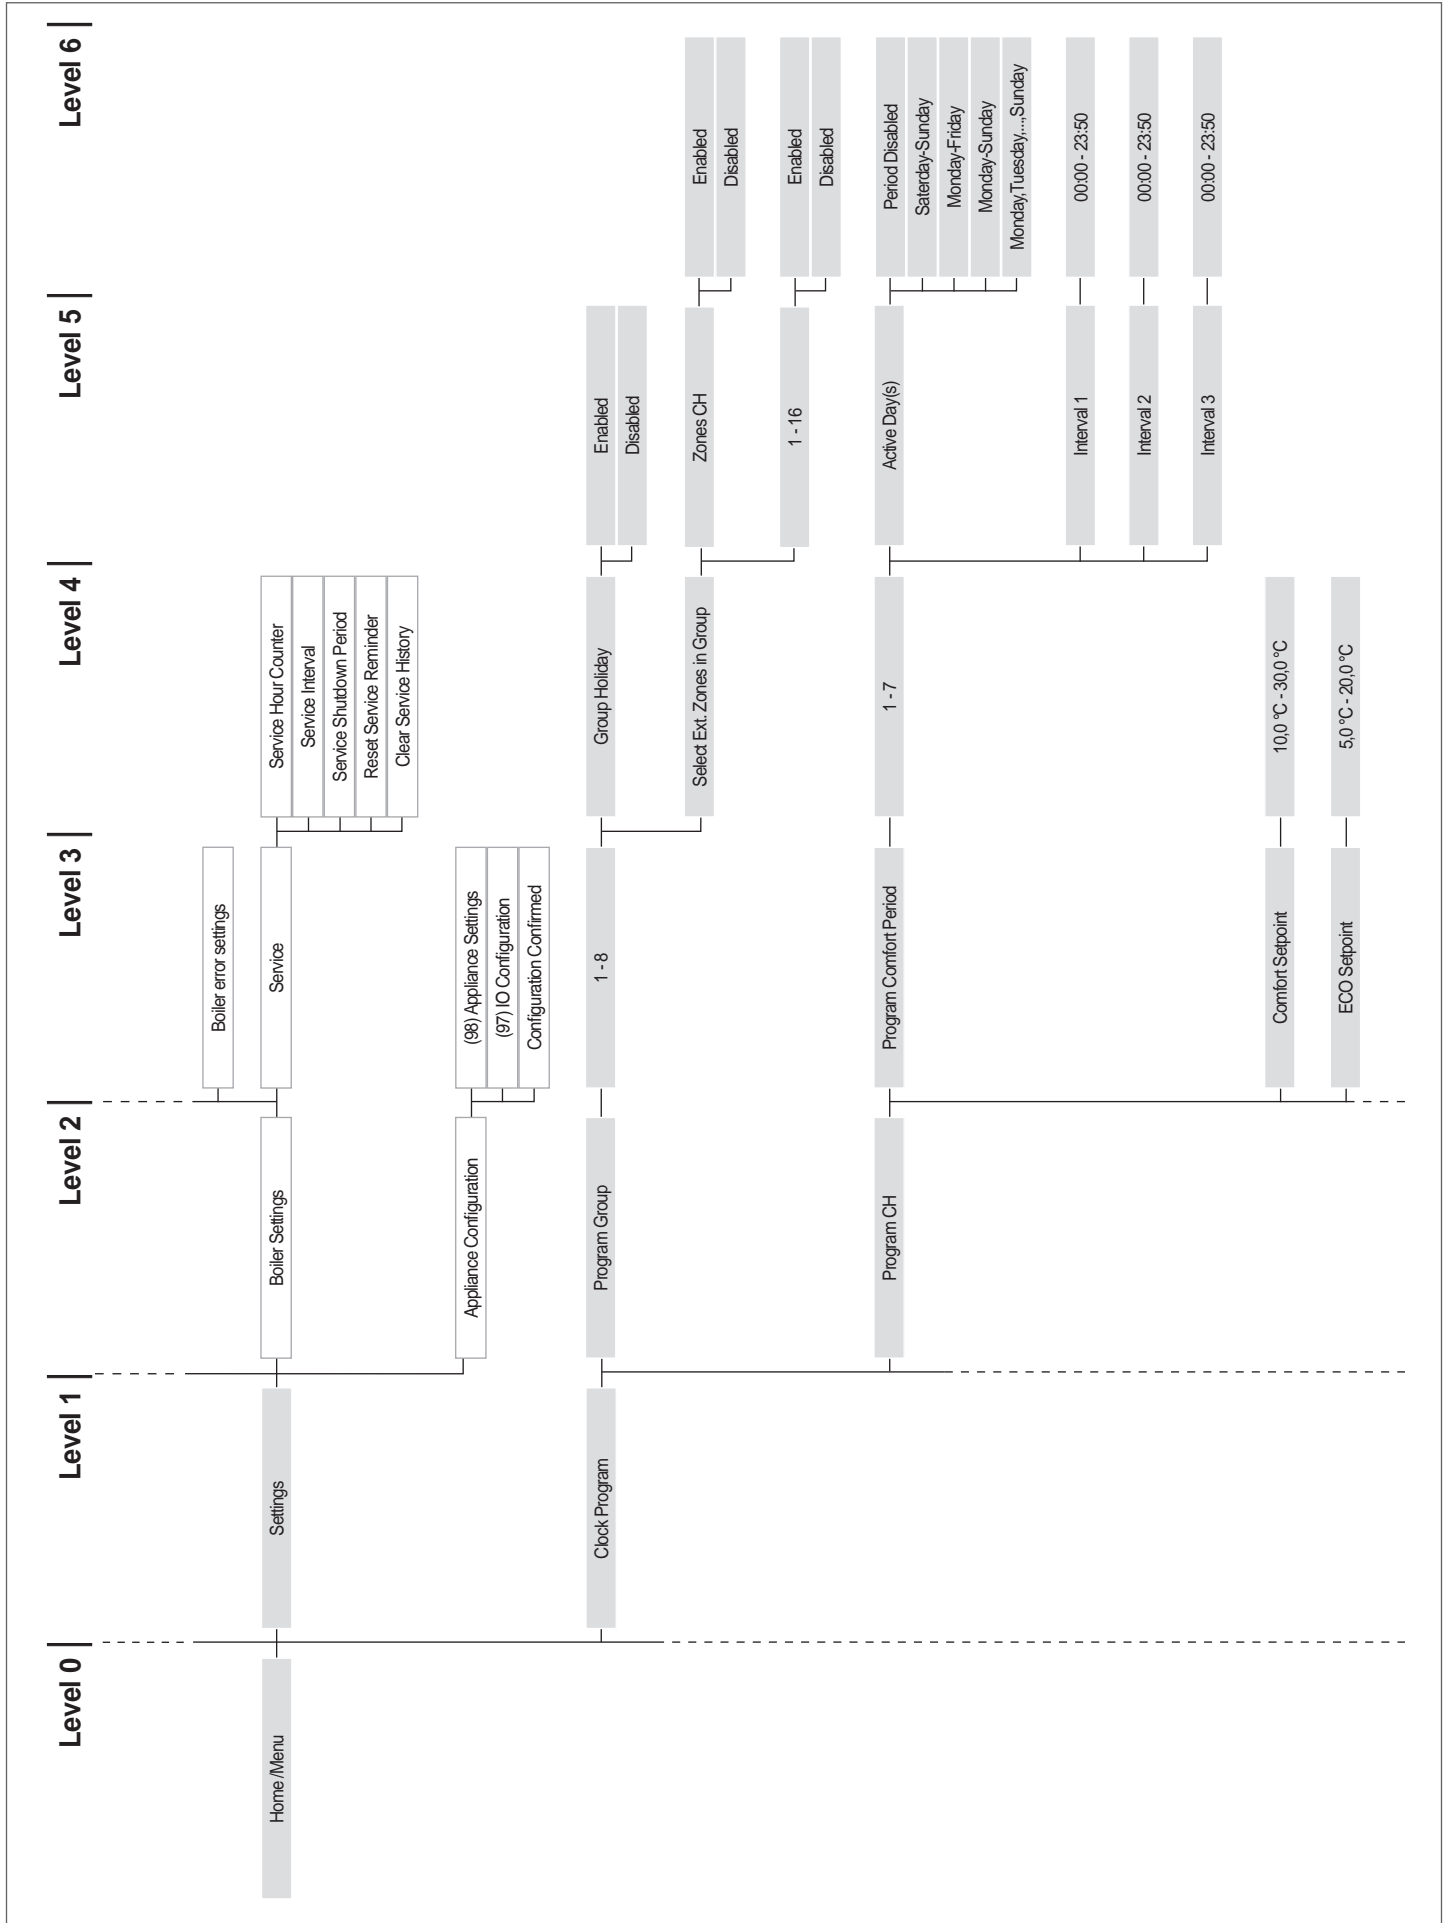 Level 0
Level 1
Level 2
Level 3
Level 4
Level 5
Level 6
Home /Menu
Settings
Boiler Settings
Boiler error settings
Service
Service Hour Counter
Service Interval
Service Shutdown Period
Reset Service Reminder
Clear Service History
Appliance Configuration
(98) Appliance Settings
(97) IO Configuration
Configuration Confirmed
Clock Program
Program Group
1 - 8
Group Holiday
Enabled
Disabled
Select Ext. Zones in Group
Zones CH
Enabled
Disabled
1 - 16
Enabled
Disabled
Program CH
Program Comfort Period
1 - 7
Active Day(s)
Period Disabled
Saterday-Sunday
Monday-Friday
Monday-Sunday
Monday,Tuesday,...,Sunday
Interval 1
00:00 - 23:50
Interval 2
00:00 - 23:50
Interval 3
00:00 - 23:50
Comfort Setpoint
10,0 °C - 30,0 °C
ECO Setpoint
5,0 °C - 20,0 °C